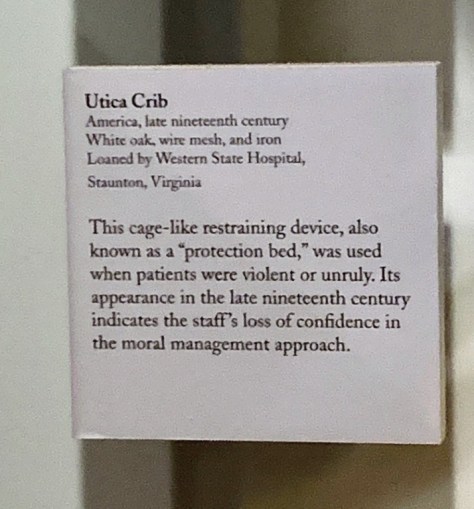 Utica Crib
America, late nineteenth century
White oak, wire mesh, and iron
Loaned by Western State Hospital,
Staunton, Virginia
This cage-like restraining device, also
known as a “protection bed,” was used
when patients were violent or unruly. Its
appearance in the late nineteenth century
indicates the staff’s loss of confidence in
the moral management approach.